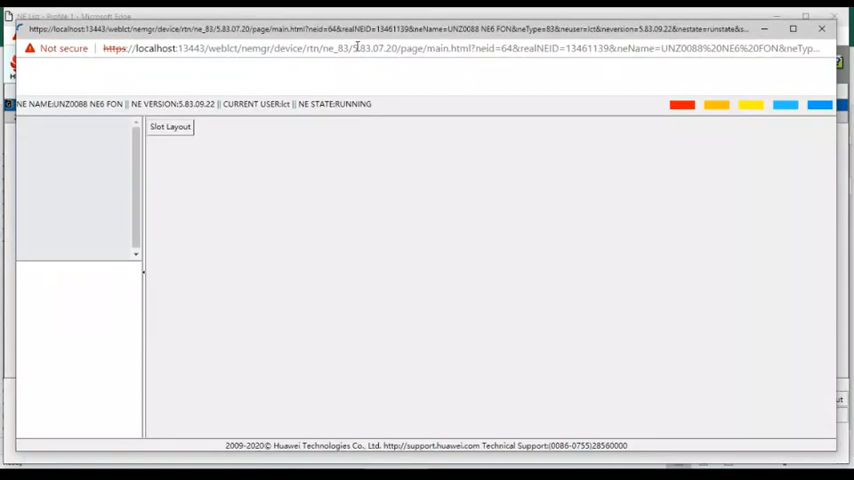 NE List - Profile 1 - Microsoft Edge
https://localhost:13443/weblct/nemgr/device/rtn/ne_83/5.83.07.20/page/main.html?neid=64&realNEID=13461139&neName=UNZ0088 NE6 FON&neType=83&neuser=lct&neversion=5.83.09.22&nestate=runstate&s...
Not secure | https://localhost:13443/weblct/nemgr/device/rtn/ne_83/5.83.07.20/page/main.html?neid=64&realNEID=13461139&neName=UNZ0088%20NE6%20FON&neTyp...
NE NAME:UNZ0088 NE6 FON || NE VERSION:5.83.09.22 || CURRENT USER:lct || NE STATE:RUNNING
Slot Layout
2009-2020© Huawei Technologies Co., Ltd. http://support.huawei.com Technical Support:(0086-0755)28560000